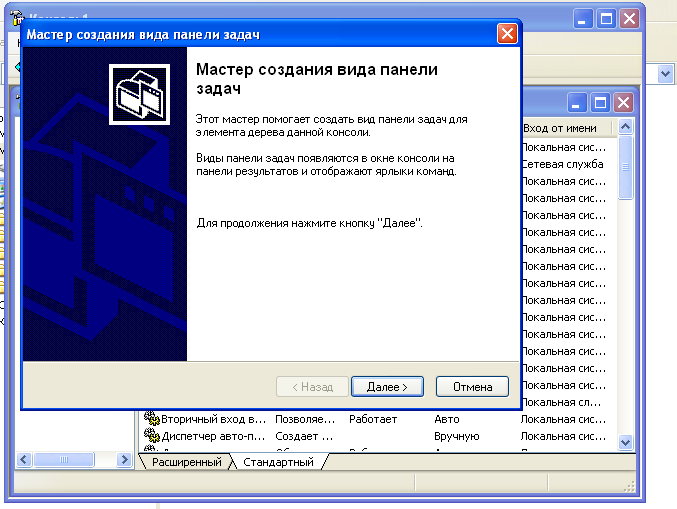 Консоль1
Мастер создания вида панели задач
Мастер создания вида панели
задач
Этот мастер помогает создать вид панели задач для
элемента дерева данной консоли.
Виды панели задач появляются в окне консоли на
панели результатов и отображают ярлыки команд.
Для продолжения нажмите кнопку "Далее".
< Назад
Далее >
Отмена
Вход от имени
Локальная сис...
Сетевая служба
Локальная сис...
Локальная сис...
Локальная сис...
Локальная сис...
Локальная сис...
Локальная сис...
Локальная сис...
Локальная сис...
Локальная сис...
Локальная сис...
Локальная сис...
Локальная сис...
Локальная сис...
Локальная сл...
Вторичный вход в... Позволяе... Работает Авто Локальная сис...
Диспетчер авто-п... Создает ... Вручную Локальная сис...
Расширенный
Стандартный